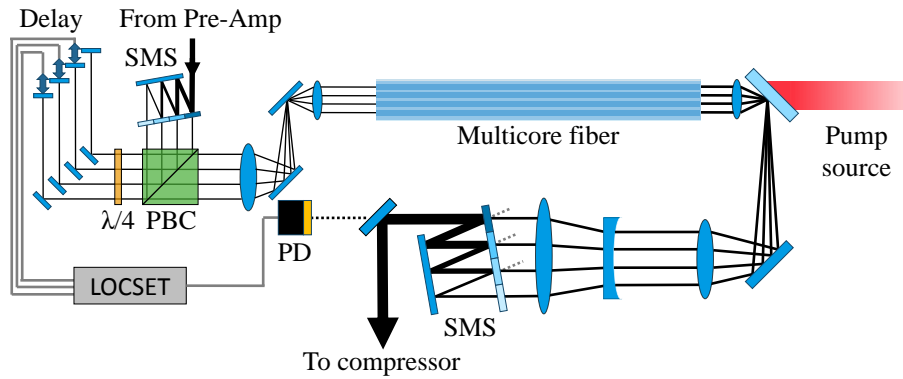 Delay
From Pre-Amp
SMS
Multicore fiber
Pump
source
λ/4
PBC
PD
LOCSET
SMS
To compressor